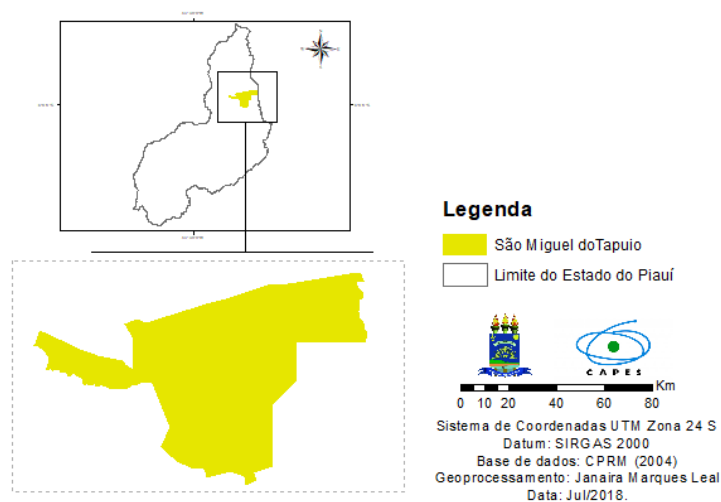 Legenda
São Miguel doTapuio
Limite do Estado do Piauí
CAPES
Km
0 10 20 40 60 80
Sistema de Coordenadas UTM Zona 24 S
Datum: SIRGAS 2000
Base de dados: CPRM (2004)
Geoprocessamento: Janaira Marques Leal
Data: Jul/2018.